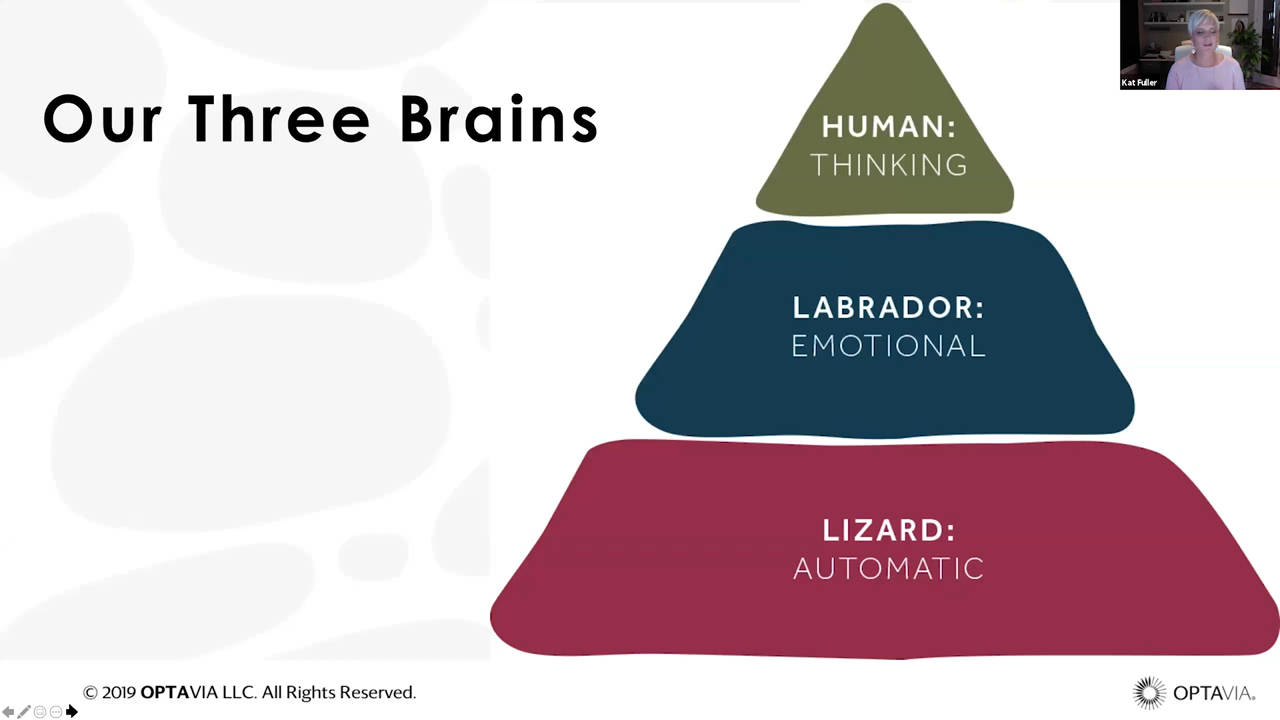 Our Three Brains
Kat Fuller
HUMAN:
THINKING
LABRADOR:
EMOTIONAL
LIZARD:
AUTOMATIC
© 2019 OPTAVIA LLC. All Rights Reserved.
OPTAVIA®